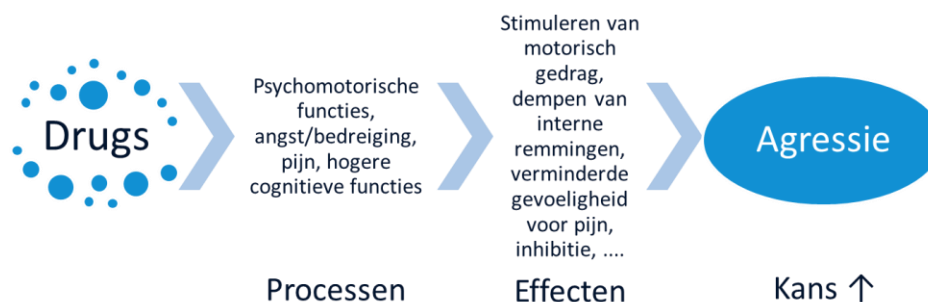 Drugs
Psychomotorische
functies,
angst/bedreiging,
pijn, hogere
cognitieve functies
Stimuleren van
motorisch
gedrag,
dempen van
interne
remmingen,
verminderde
gevoeligheid
voor pijn,
inhibitie, ....
Agressie
Processen
Effecten
Kans ↑